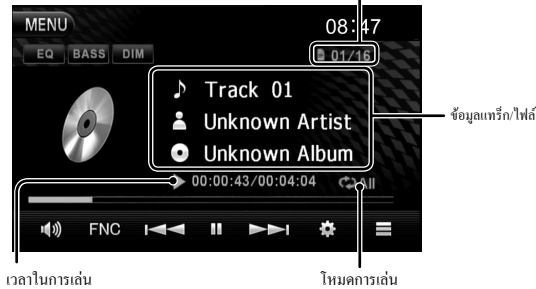 MENU 08:47
EQ BASS DIM 01/16
Track 01
Unknown Artist
Unknown Album
ข้อมูลแทร็ก/ไฟล์
00:00:43/00:04:04 All
FNC
เวลาในการเล่น โหมดการเล่น